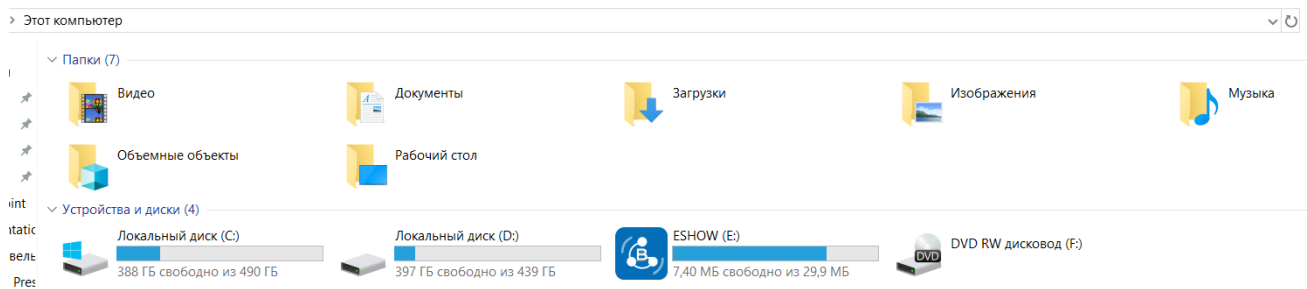 Этот компьютер
Папки (7)
Видео
Документы
Загрузки
Изображения
Музыка
Объемные объекты
Рабочий стол
Устройства и диски (4)
Локальный диск (C:)
388 ГБ свободно из 490 ГБ
Локальный диск (D:)
397 ГБ свободно из 439 ГБ
ESHOW (E:)
7,40 МБ свободно из 29,9 МБ
DVD RW дисковод (F:)
DVD
Pres